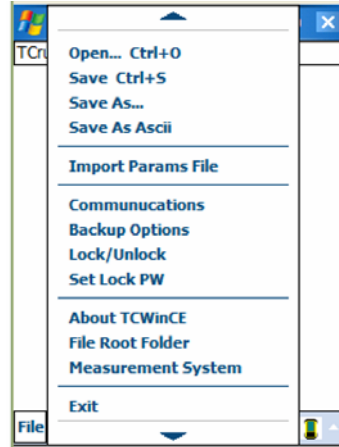 TCru
Open... Ctrl+O
Save Ctrl+S
Save As...
Save As Ascii
Import Params File
Communucations
Backup Options
Lock/Unlock
Set Lock PW
About TCWinCE
File Root Folder
Measurement System
Exit
File